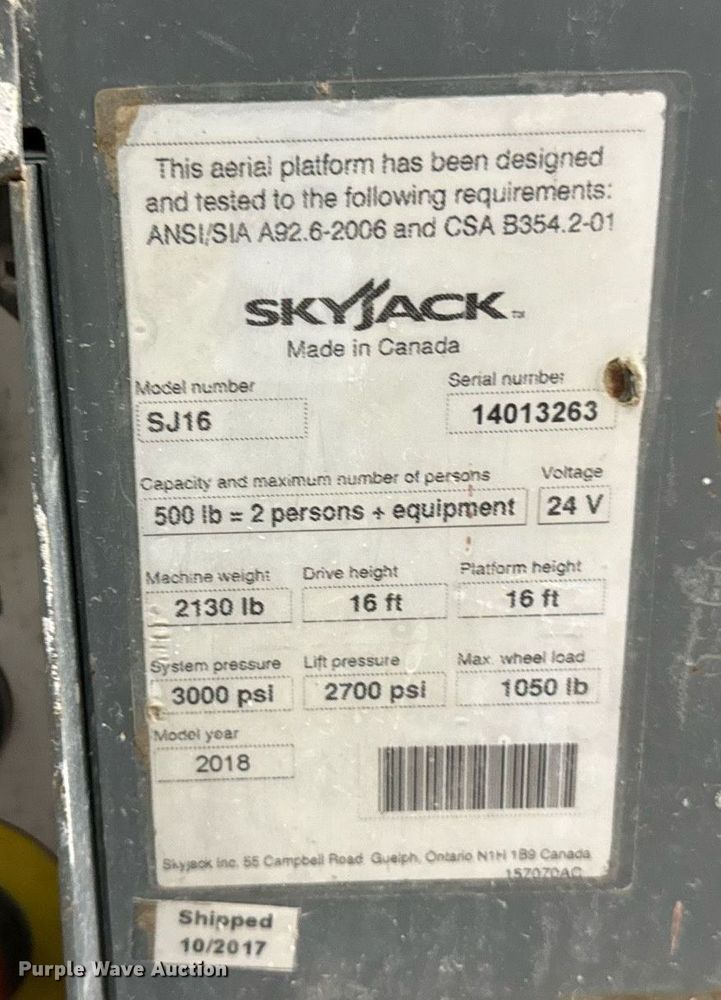 This aerial platform has been designed
and tested to the following requirements:
ANSI/SIA A92.6-2006 and CSA B354.2-01
SKYJACK TM
Made in Canada
Model number Serial number
SJ16 14013263
Capacity and maximum number of persons Voltage
500 lb = 2 persons + equipment 24 V
Machine weight Drive height Platform height
2130 lb 16 ft 16 ft
System pressure Lift pressure Max. wheel load
3000 psi 2700 psi 1050 lb
Model year
2018
Skyjack Inc. 55 Campbell Road Guelph, Ontario N1H 1B9 Canada
157070AC
Shipped
10/2017
Purple Wave Auction